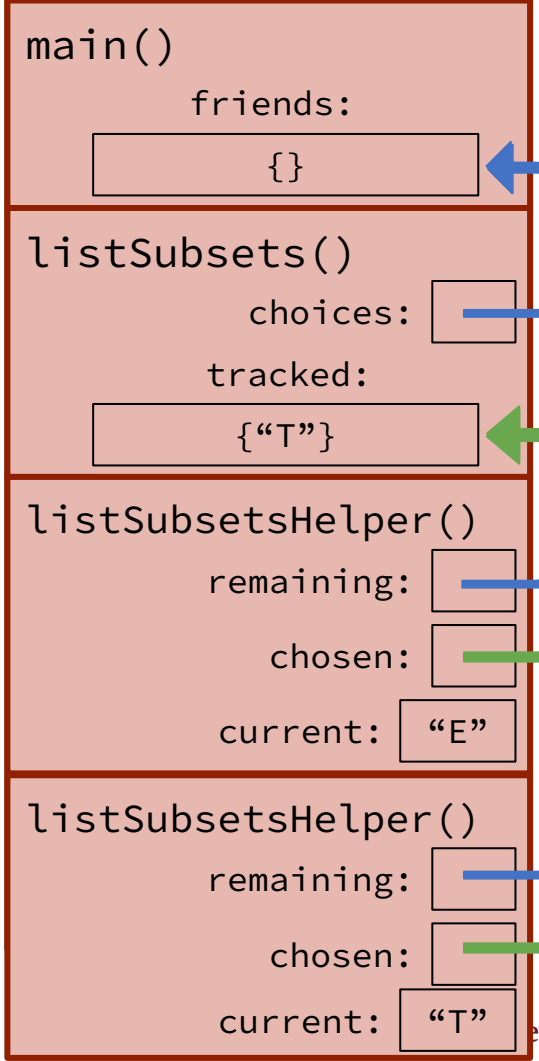 main()
friends:
{}
listSubsets()
choices:
tracked:
{“T”}
listSubsetsHelper()
remaining:
chosen:
current: “E”
listSubsetsHelper()
remaining:
chosen:
current: “T”